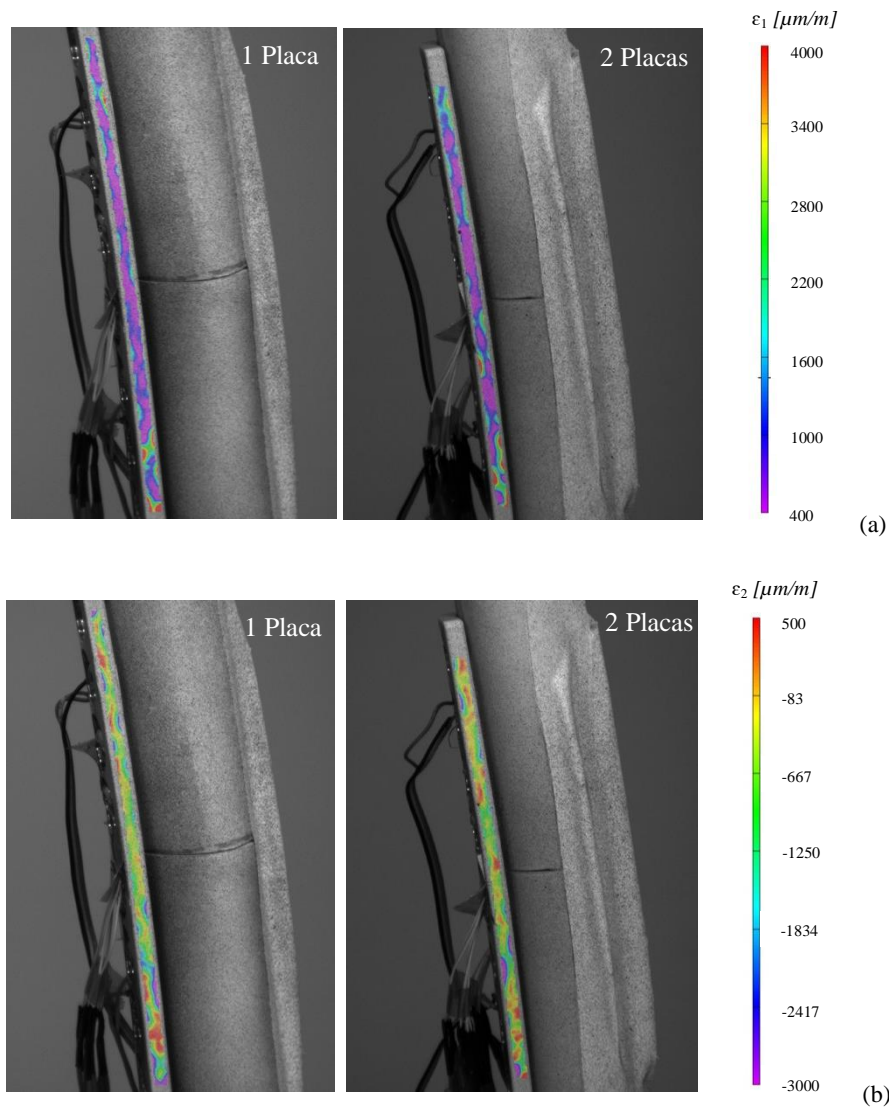 ε₁ [µm/m]
1 Placa
2 Placas
4000
3400
2800
2200
1600
1000
400
(a)
ε₂ [µm/m]
1 Placa
2 Placas
500
-83
-667
-1250
-1834
-2417
-3000
(b)